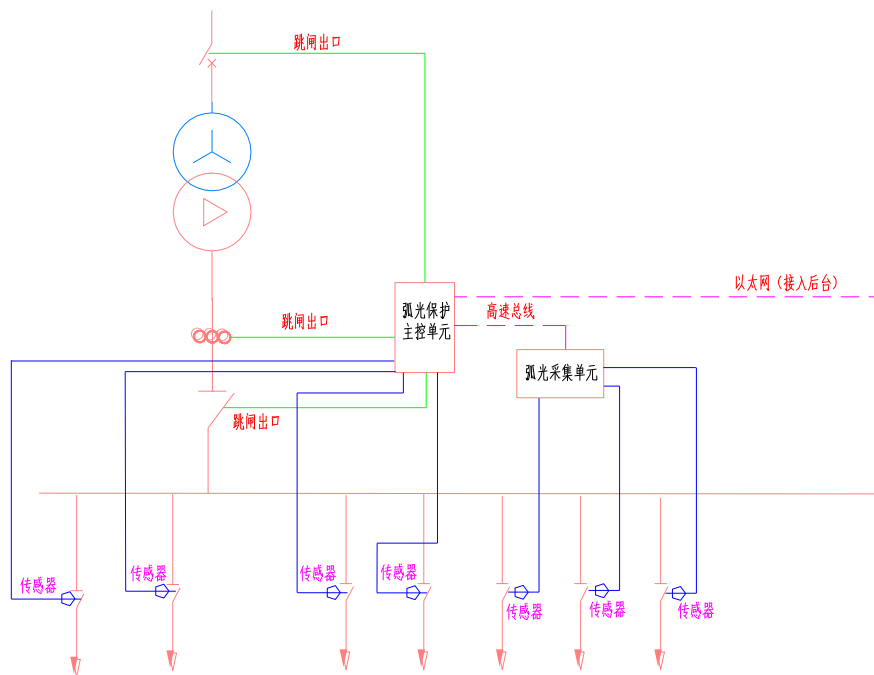 跳闸出口
以太网（接入后台）
弧光保护
主控单元
高速总线
跳闸出口
弧光采集单元
跳闸出口
传感器
传感器
传感器
传感器
传感器
传感器
传感器